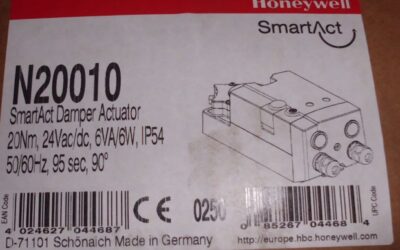 Honeywell
SmartAct
N20010
SmartAct Damper Actuator
20Nm, 24Vac/dc, 6VA/6W, IP54
50/60Hz, 95 sec, 90°
EAN Code
4 024627 044687
CE 0250
0 85267 04468 4
UPC Code
D-71101 Schönaich Made in Germany
http://europe.hbc.honeywell.com